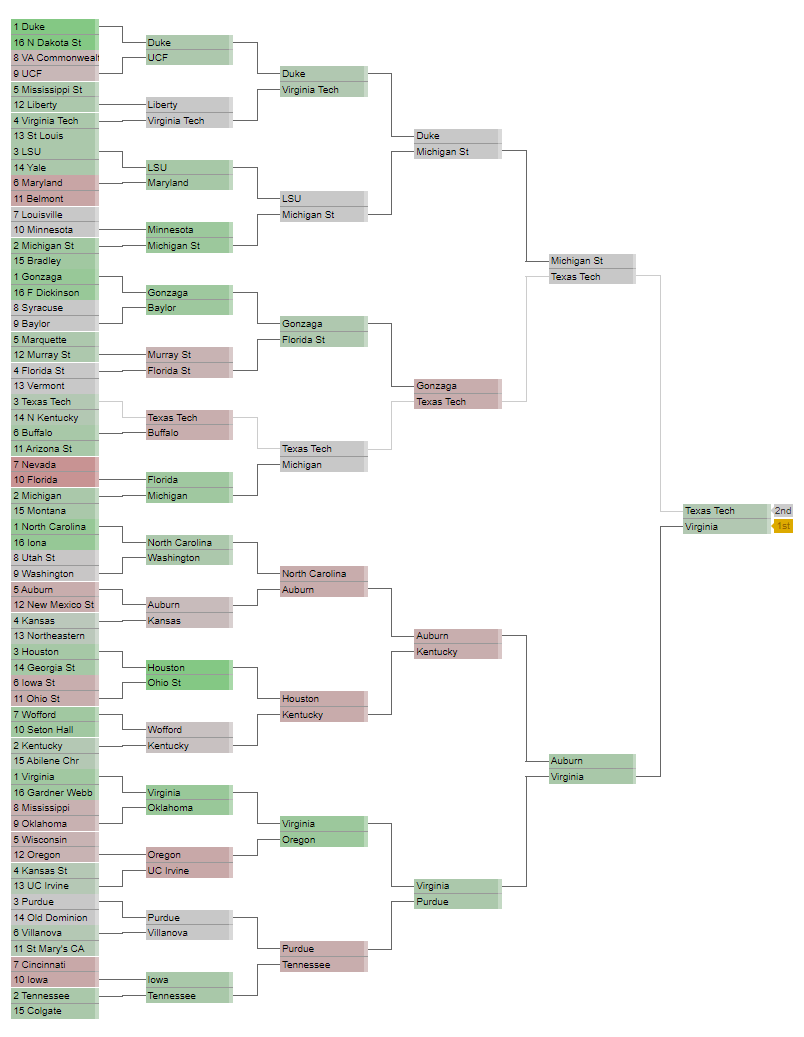 1 Duke
16 N Dakota St
8 VA Commonwealt
9 UCF
5 Mississippi St
12 Liberty
4 Virginia Tech
13 St Louis
3 LSU
14 Yale
6 Maryland
11 Belmont
7 Louisville
10 Minnesota
2 Michigan St
15 Bradley
1 Gonzaga
16 F Dickinson
8 Syracuse
9 Baylor
5 Marquette
12 Murray St
4 Florida St
13 Vermont
3 Texas Tech
14 N Kentucky
6 Buffalo
11 Arizona St
7 Nevada
10 Florida
2 Michigan
15 Montana
1 North Carolina
16 Iona
8 Utah St
9 Washington
5 Auburn
12 New Mexico St
4 Kansas
13 Northeastern
3 Houston
14 Georgia St
6 Iowa St
11 Ohio St
7 Wofford
10 Seton Hall
2 Kentucky
15 Abilene Chr
1 Virginia
16 Gardner Webb
8 Mississippi
9 Oklahoma
5 Wisconsin
12 Oregon
4 Kansas St
13 UC Irvine
3 Purdue
14 Old Dominion
6 Villanova
11 St Mary's CA
7 Cincinnati
10 Iowa
2 Tennessee
15 Colgate
Duke
UCF
Liberty
Virginia Tech
LSU
Maryland
Minnesota
Michigan St
Gonzaga
Baylor
Murray St
Florida St
Texas Tech
Buffalo
Florida
Michigan
North Carolina
Washington
Auburn
Kansas
Houston
Ohio St
Wofford
Kentucky
Virginia
Oklahoma
Oregon
UC Irvine
Purdue
Villanova
Iowa
Tennessee
Duke
Virginia Tech
LSU
Michigan St
Gonzaga
Florida St
Texas Tech
Michigan
North Carolina
Auburn
Houston
Kentucky
Virginia
Oregon
Purdue
Tennessee
Duke
Michigan St
Gonzaga
Texas Tech
Auburn
Kentucky
Virginia
Purdue
Michigan St
Texas Tech
Auburn
Virginia
Texas Tech 2nd
Virginia 1st